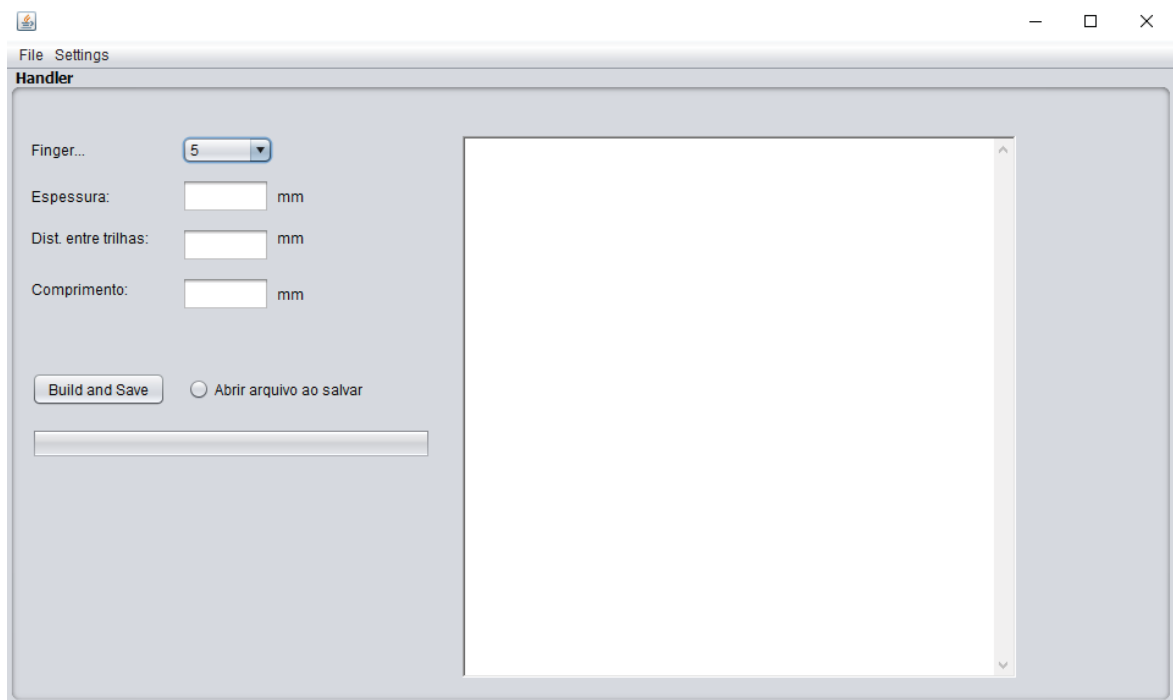 File Settings
Handler
Finger...
5
Espessura:
mm
Dist. entre trilhas:
mm
Comprimento:
mm
Build and Save
Abrir arquivo ao salvar